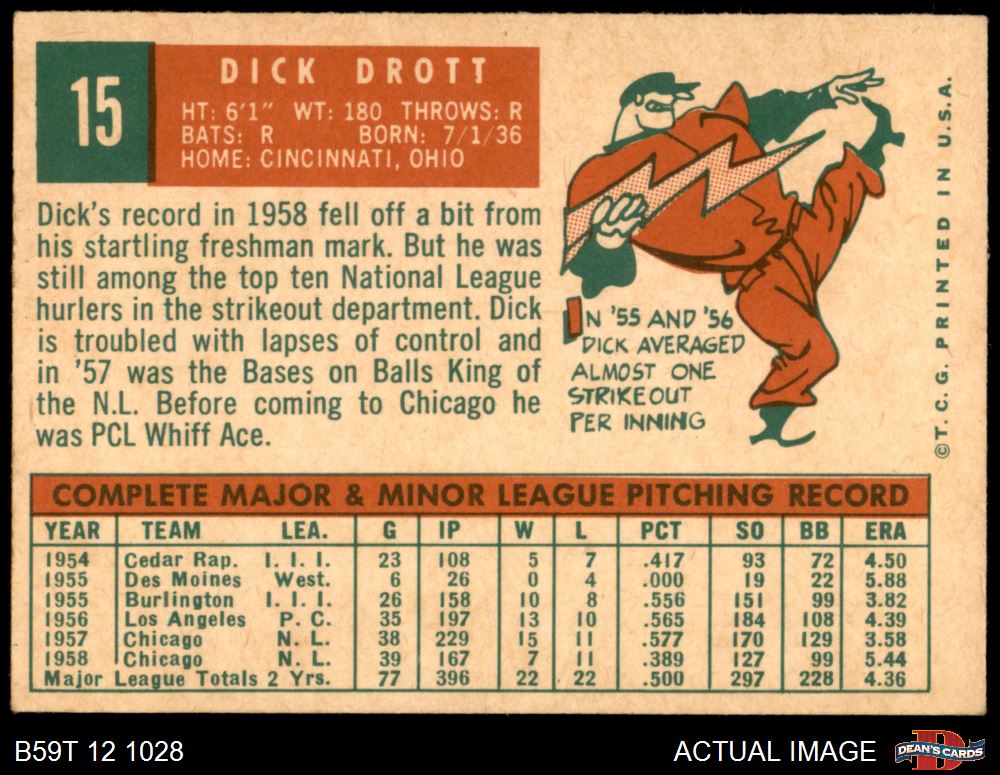 15
DICK DROTT
HT: 6'1" WT: 180 THROWS: R
BATS: R BORN: 7/1/36
HOME: CINCINNATI, OHIO
Dick's record in 1958 fell off a bit from
his startling freshman mark. But he was
still among the top ten National League
hurlers in the strikeout department. Dick
is troubled with lapses of control and
in '57 was the Bases on Balls King of
the N.L. Before coming to Chicago he
was PCL Whiff Ace.
IN '55 AND '56
DICK AVERAGED
ALMOST ONE
STRIKEOUT
PER INNING
©T.C.G. PRINTED IN U.S.A.
COMPLETE MAJOR & MINOR LEAGUE PITCHING RECORD
YEAR TEAM LEA. G IP W L PCT SO BB ERA
1954 Cedar Rap. I. I. I. 23 108 5 7 .417 93 72 4.50
1955 Des Moines West. 6 26 0 4 .000 19 22 5.88
1955 Burlington I. I. I. 26 158 10 8 .556 151 99 3.82
1956 Los Angeles P. C. 35 197 13 10 .565 184 108 4.39
1957 Chicago N. L. 38 229 15 11 .577 170 129 3.58
1958 Chicago N. L. 39 167 7 11 .389 127 99 5.44
Major League Totals 2 Yrs. 77 396 22 22 .500 297 228 4.36
B59T 12 1028
ACTUAL IMAGE
B
DEAN'S CARDS